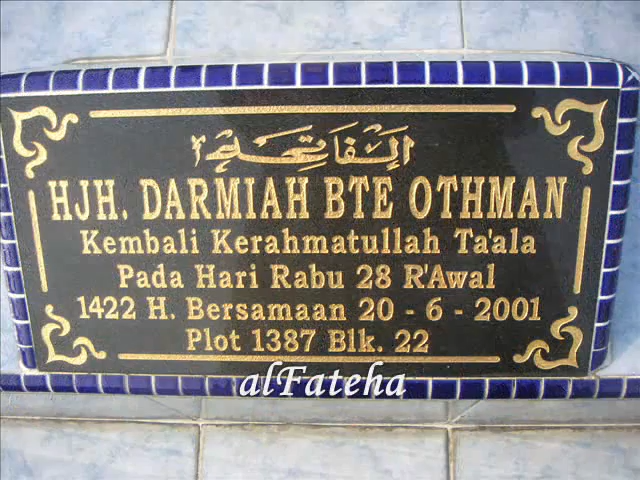 الفاتحة
HJH. DARMIAH BTE OTHMAN
Kembali Kerahmatullah Ta'ala
Pada Hari Rabu 28 R'Awal
1422 H. Bersamaan 20 - 6 - 2001
Plot 1387 Blk. 22
alFateha